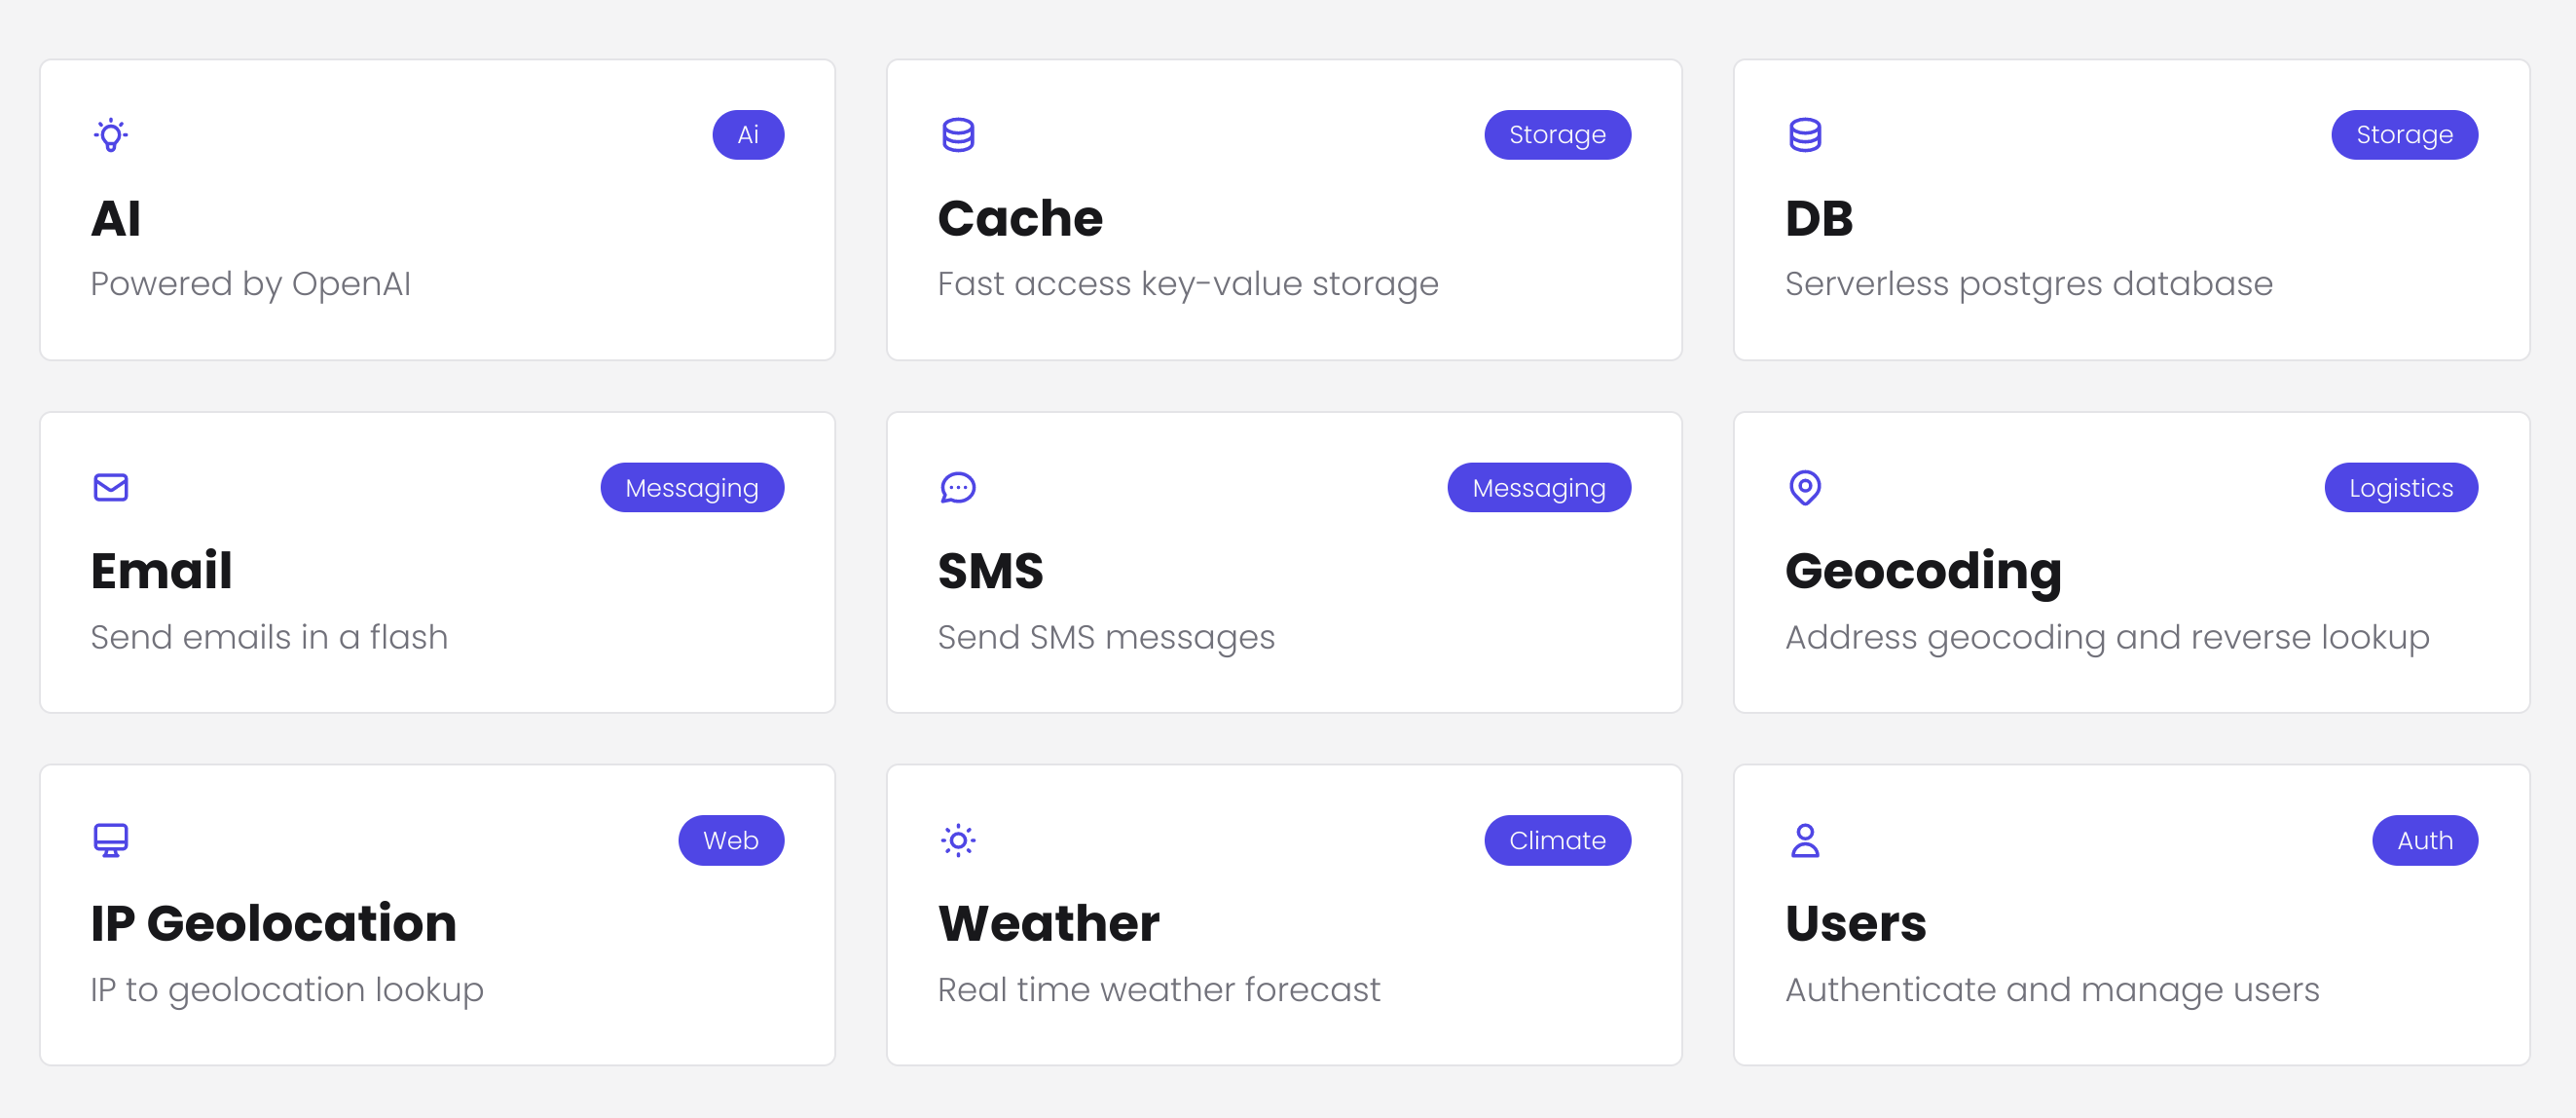 Ai
AI
Powered by OpenAI
Storage
Cache
Fast access key-value storage
Storage
DB
Serverless postgres database
Messaging
Email
Send emails in a flash
Messaging
SMS
Send SMS messages
Logistics
Geocoding
Address geocoding and reverse lookup
Web
IP Geolocation
IP to geolocation lookup
Climate
Weather
Real time weather forecast
Auth
Users
Authenticate and manage users